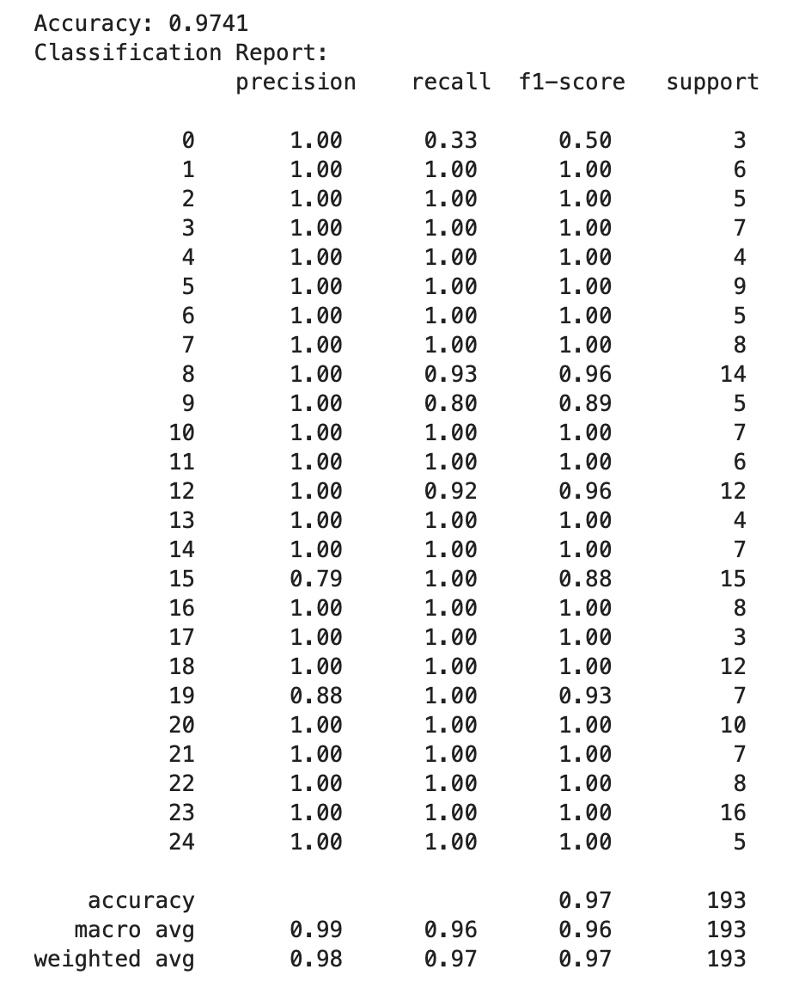 Accuracy: 0.9741
Classification Report:
precision recall f1-score support
0 1.00 0.33 0.50 3
1 1.00 1.00 1.00 6
2 1.00 1.00 1.00 5
3 1.00 1.00 1.00 7
4 1.00 1.00 1.00 4
5 1.00 1.00 1.00 9
6 1.00 1.00 1.00 5
7 1.00 1.00 1.00 8
8 1.00 0.93 0.96 14
9 1.00 0.80 0.89 5
10 1.00 1.00 1.00 7
11 1.00 1.00 1.00 6
12 1.00 0.92 0.96 12
13 1.00 1.00 1.00 4
14 1.00 1.00 1.00 7
15 0.79 1.00 0.88 15
16 1.00 1.00 1.00 8
17 1.00 1.00 1.00 3
18 1.00 1.00 1.00 12
19 0.88 1.00 0.93 7
20 1.00 1.00 1.00 10
21 1.00 1.00 1.00 7
22 1.00 1.00 1.00 8
23 1.00 1.00 1.00 16
24 1.00 1.00 1.00 5
accuracy 0.97 193
macro avg 0.99 0.96 0.96 193
weighted avg 0.98 0.97 0.97 193